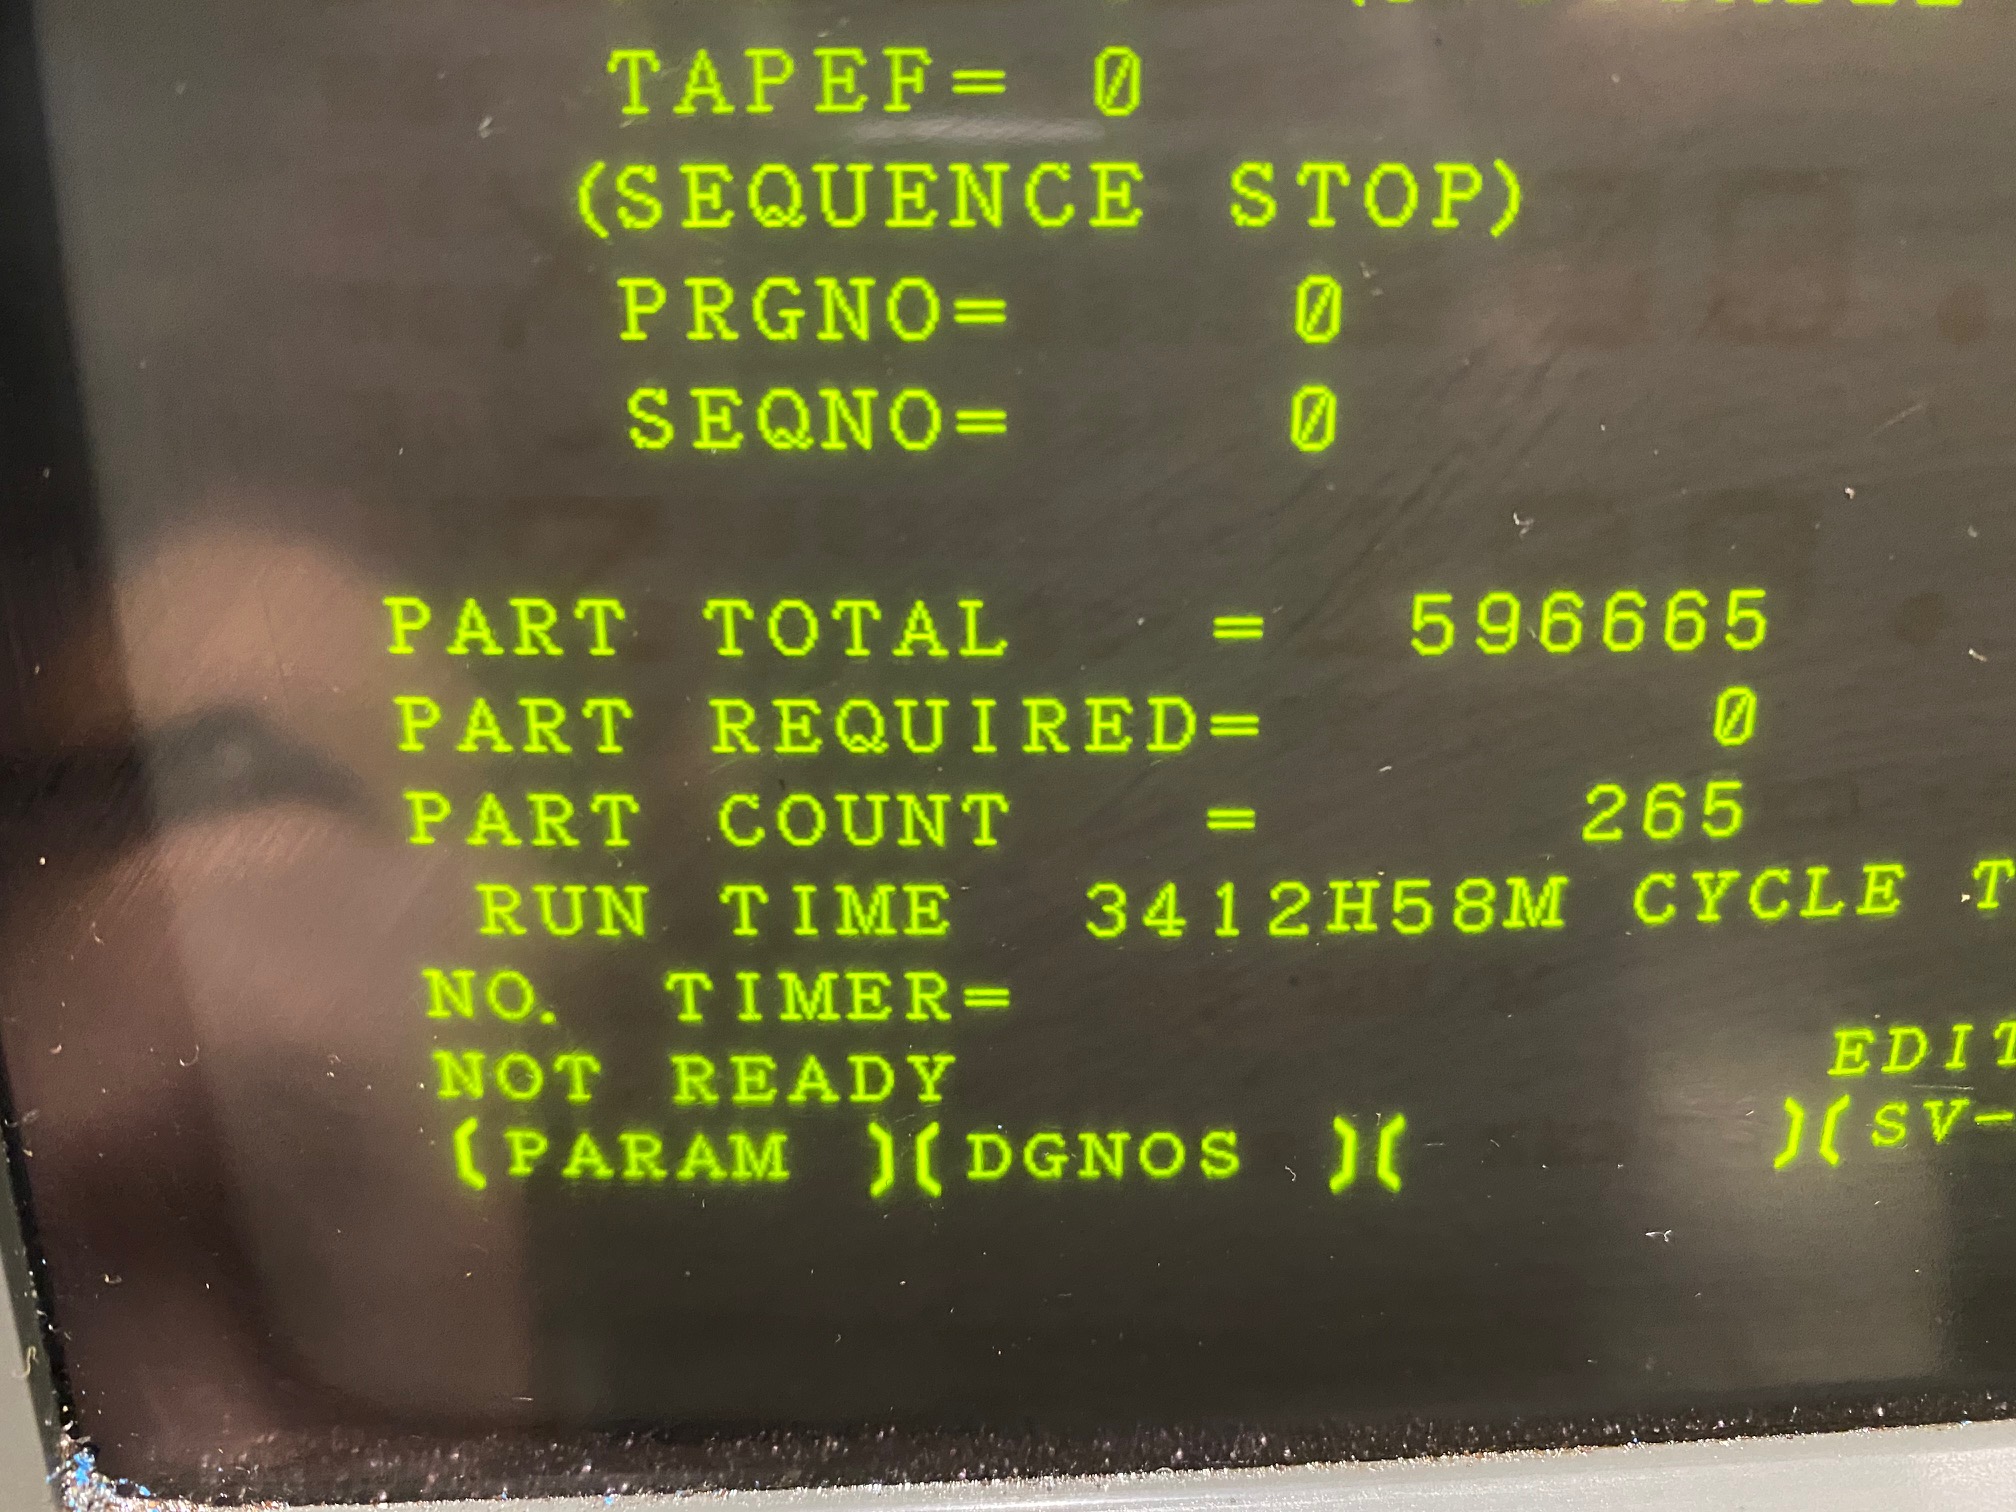 TAPEF= 0
(SEQUENCE STOP)
PRGNO= 0
SEQNO= 0
PART TOTAL = 596665
PART REQUIRED= 0
PART COUNT = 265
RUN TIME 3412H58M CYCLE T
NO. TIMER=
NOT READY EDIT
(PARAM )(DGNOS )( )(SV-